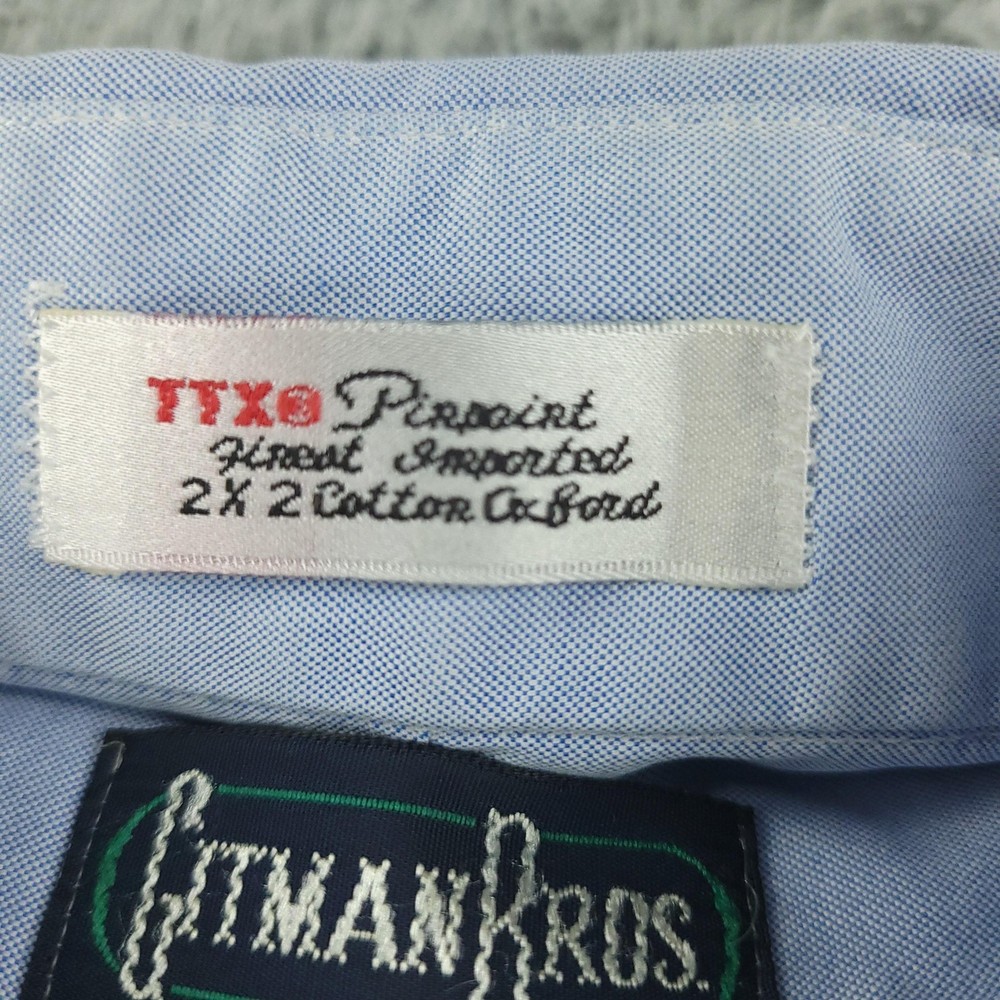 TTX® Pinpoint
Finest Imported
2X2 Cotton Oxford
GITMAN BROS.